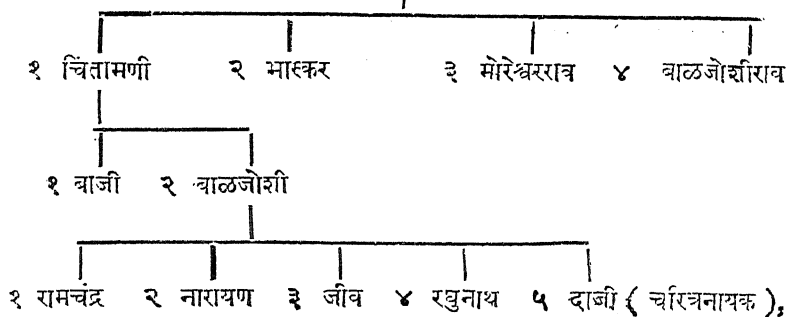 १ चिंतामणी २ भास्कर ३ मोरेश्वरराव ४ बाळजोशीराव
१ बाजी २ बाळजोशी
१ रामचंद्र २ नारायण ३ जीव ४ रघुनाथ ५ दाजी ( चरित्रनायक ),